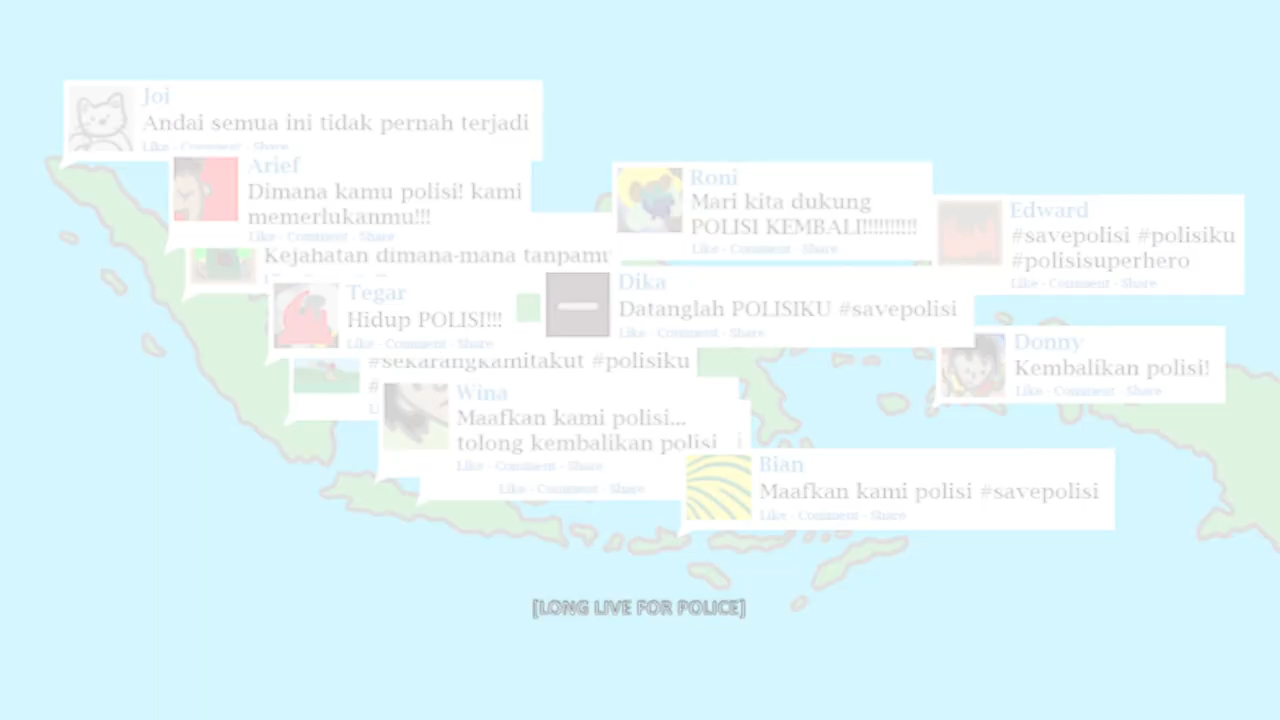 Joi
Andai semua ini tidak pernah terjadi
Like - Comment - Share
Arief
Dimana kamu polisi! kami
memerlukanmu!!!
Like - Comment - Share
Kejahatan dimana-mana
Roni
Mari kita dukung
POLISI KEMBALI!!!!!!!!!!
Like - Comment - Share
Edward
#savepolisi #polisiku
#polisisuperhero
Like - Comment - Share
Tegar
Hidup POLISI!!!
Like - Comment - Share
Dika
Datanglah POLISIKU #savepolisi
Like - Comment - Share
Donny
Kembalikan polisi!
Like - Comment - Share
#sekarangkamitakut #polisiku
#
Wina
Maafkan kami polisi...
tolong kembalikan polisi
Like - Comment - Share
Like - Comment - Share
Bian
Maafkan kami polisi #savepolisi
Like - Comment - Share
[LONG LIVE FOR POLICE]